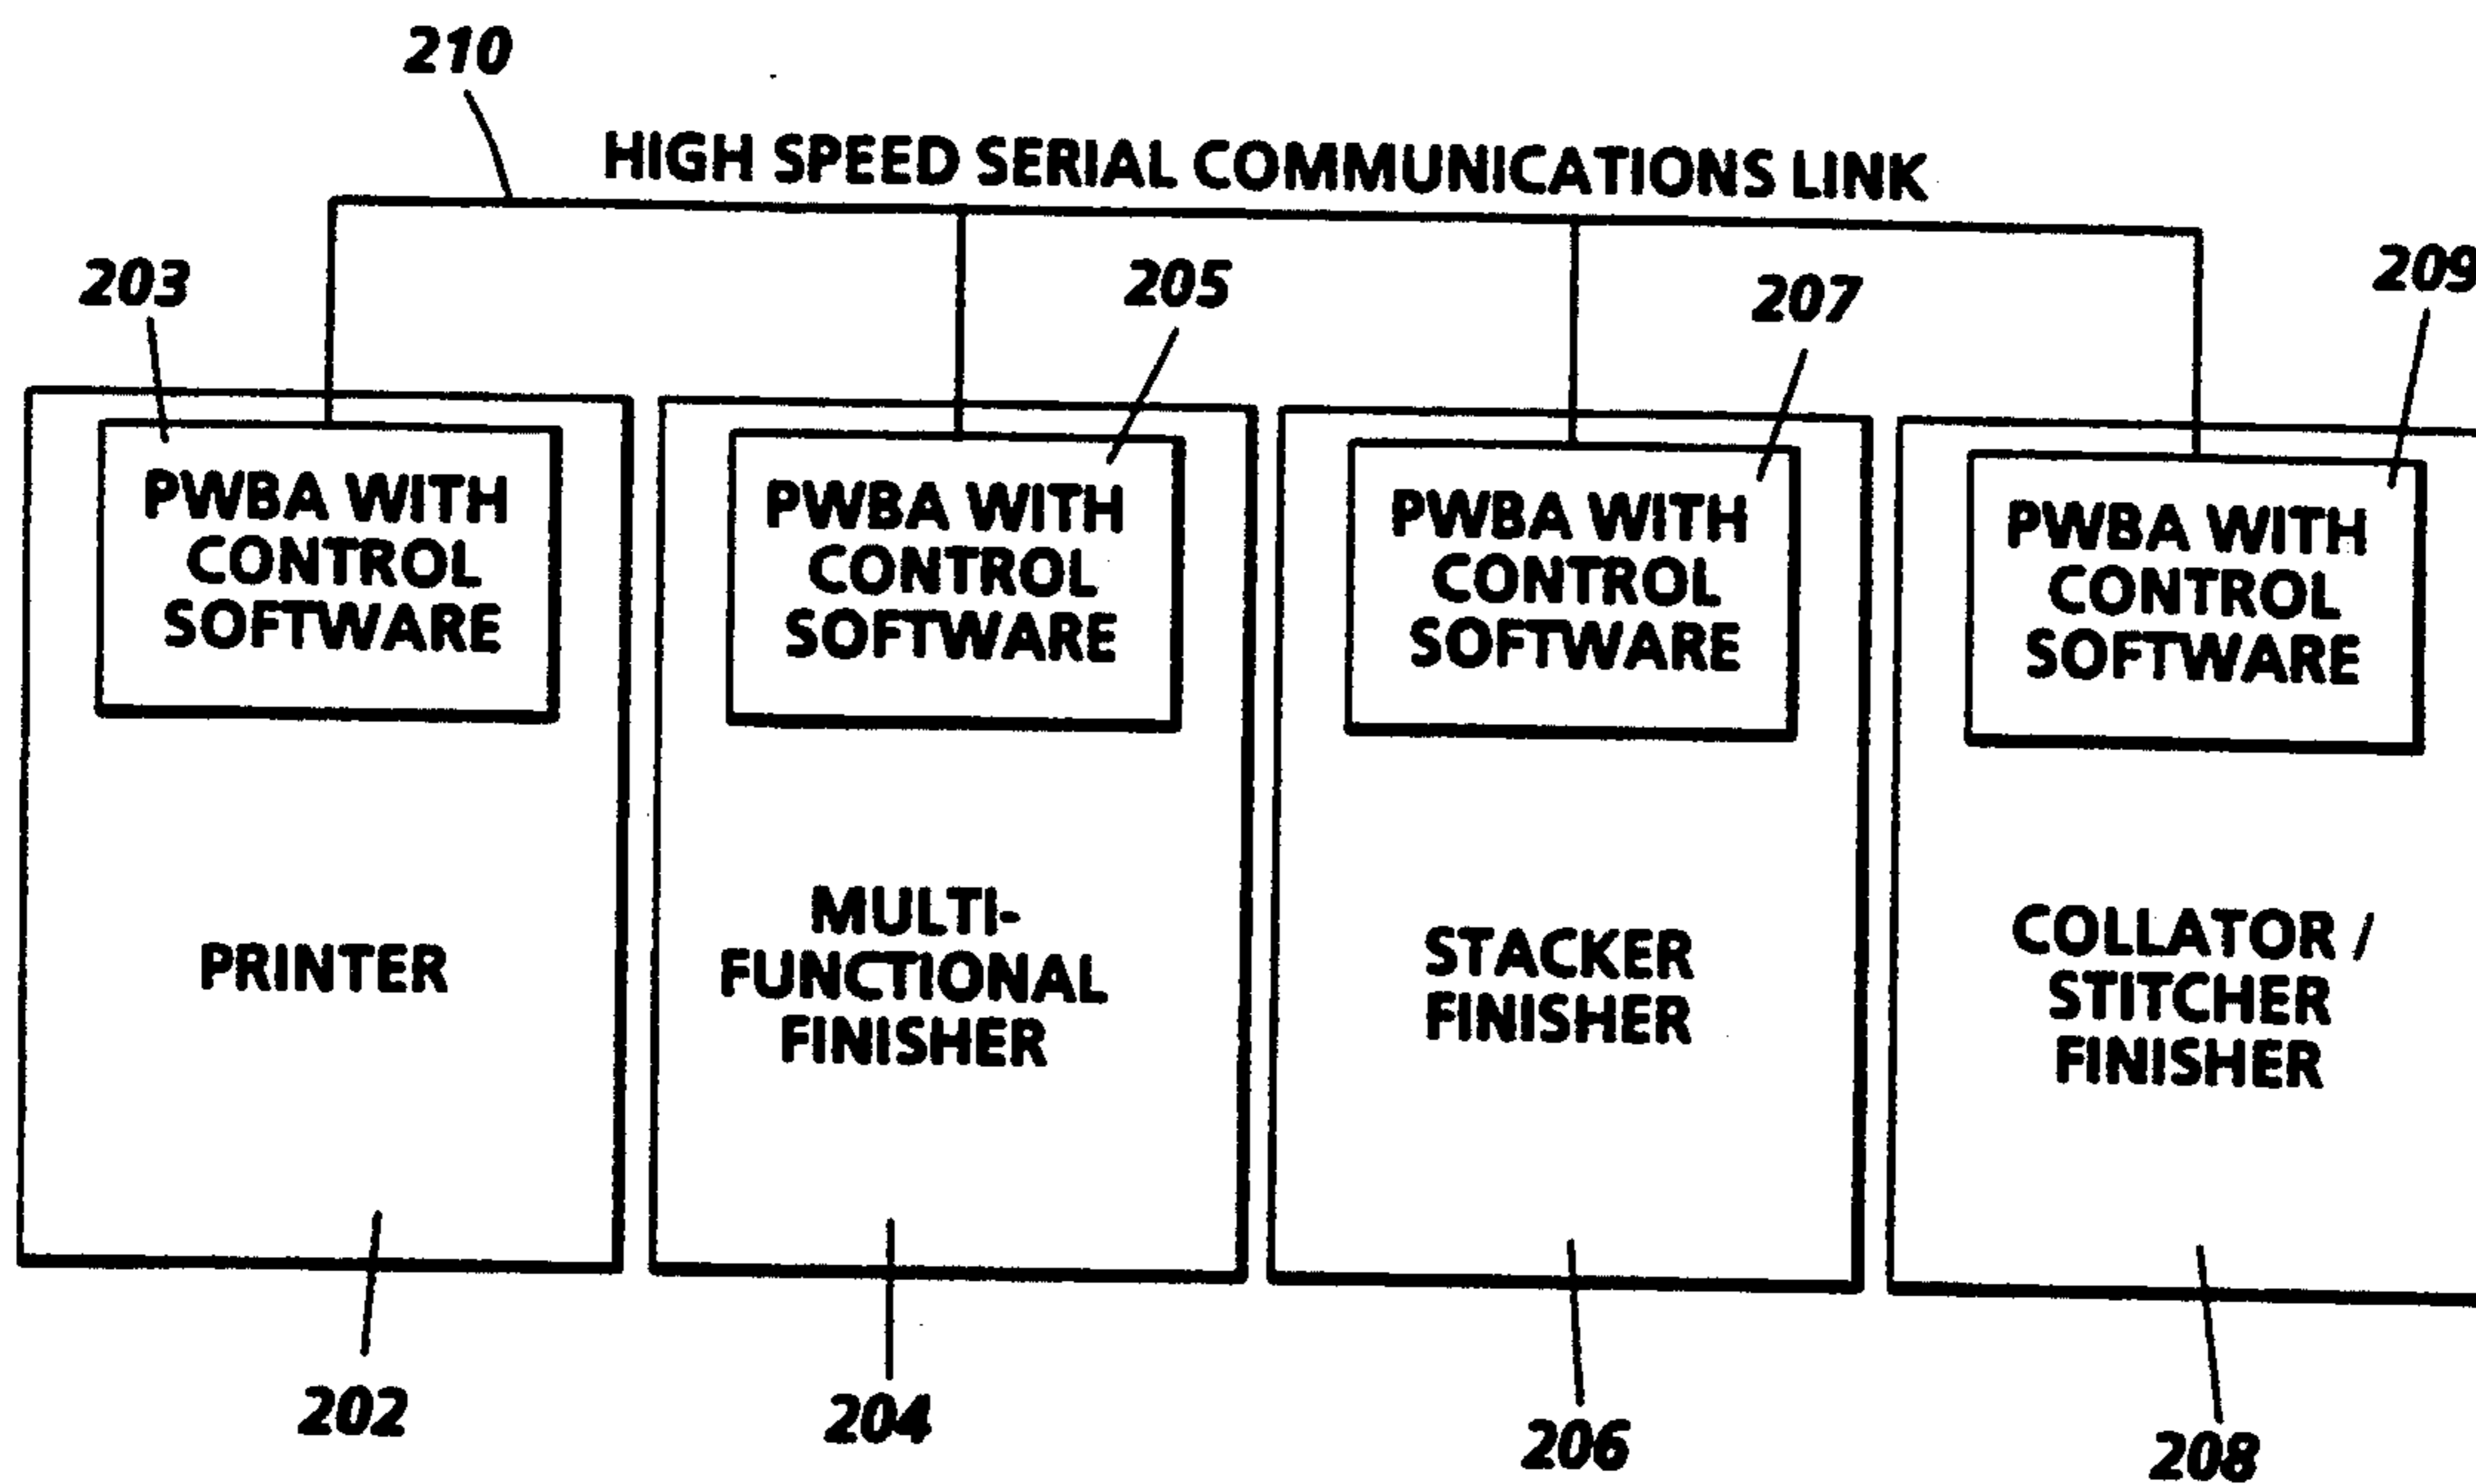 210
HIGH SPEED SERIAL COMMUNICATIONS LINK
203
205
207
209
PWBA WITH
CONTROL
SOFTWARE
PWBA WITH
CONTROL
SOFTWARE
PWBA WITH
CONTROL
SOFTWARE
PWBA WITH
CONTROL
SOFTWARE
PRINTER
MULTI-
FUNCTIONAL
FINISHER
STACKER
FINISHER
COLLATOR /
STITCHER
FINISHER
202
204
206
208